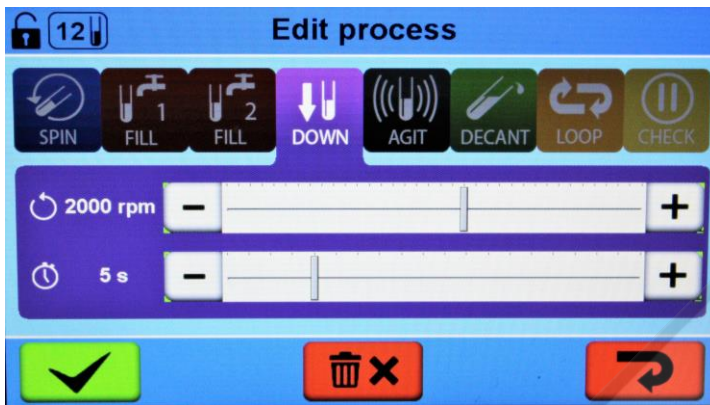 12
Edit process
SPIN
1
FILL
2
FILL
DOWN
AGIT
DECANT
LOOP
CHECK
2000 rpm
5 s